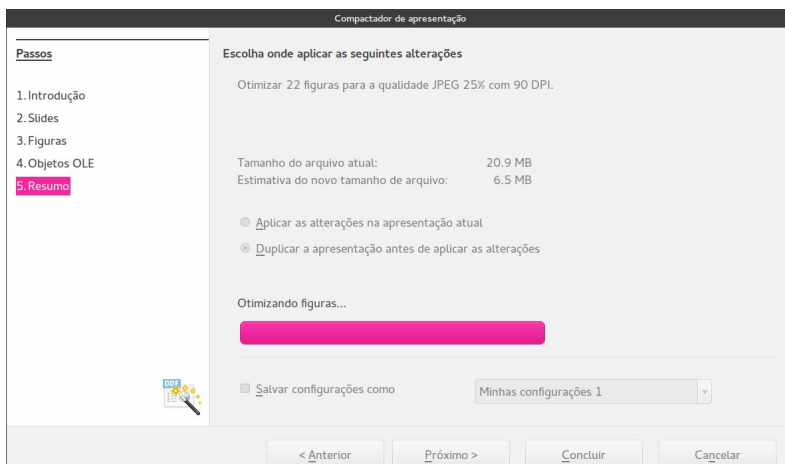 Compactador de apresentação
Passos
1. Introdução
2. Slides
3. Figuras
4. Objetos OLE
5. Resumo
Escolha onde aplicar as seguintes alterações
Otimizar 22 figuras para a qualidade JPEG 25% com 90 DPI.
Tamanho do arquivo atual: 20.9 MB
Estimativa do novo tamanho de arquivo: 6.5 MB
Aplicar as alterações na apresentação atual
Duplicar a apresentação antes de aplicar as alterações
Otimizando figuras...
ODF
Salvar configurações como Minhas configurações 1
< Anterior Próximo > Concluir Cancelar